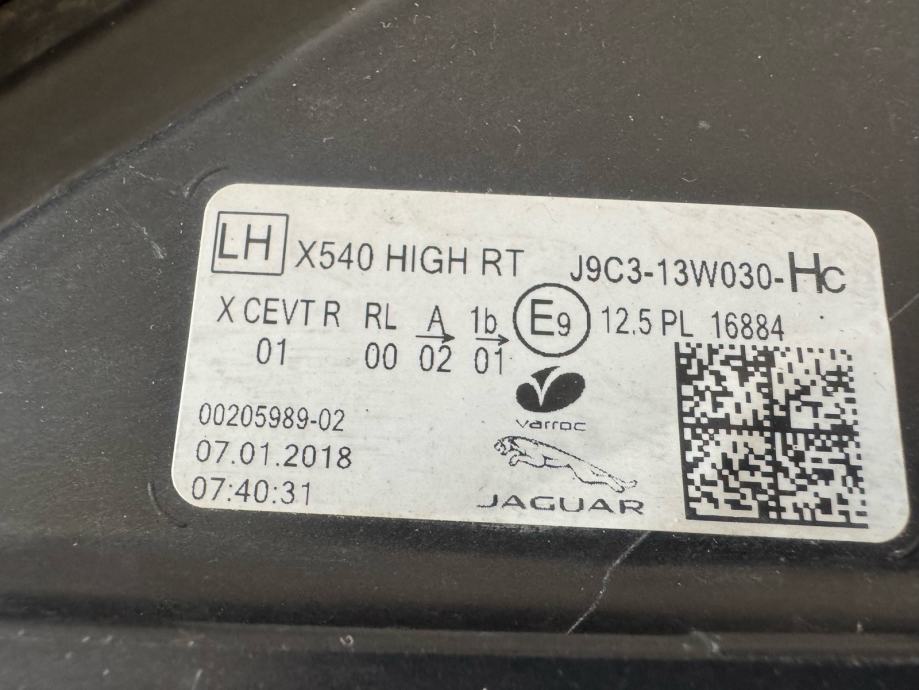 LH X540 HIGH RT J9C3-13W030-HC
X CEVT R RL A 1b E9 12.5 PL 16884
01 00 02 01
varroc
00205989-02
07.01.2018
07:40:31
JAGUAR